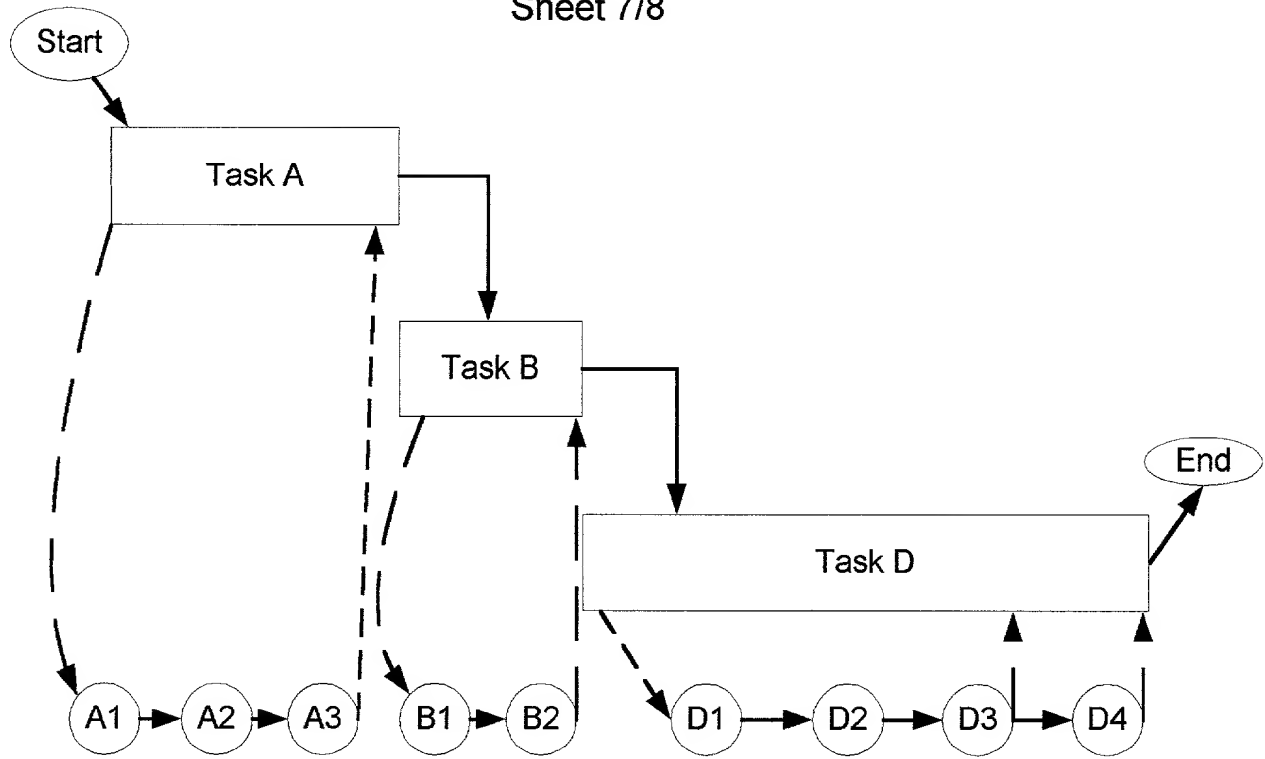 Sheet 7/8
Start
Task A
Task B
End
Task D
A1 A2 A3 B1 B2 D1 D2 D3 D4